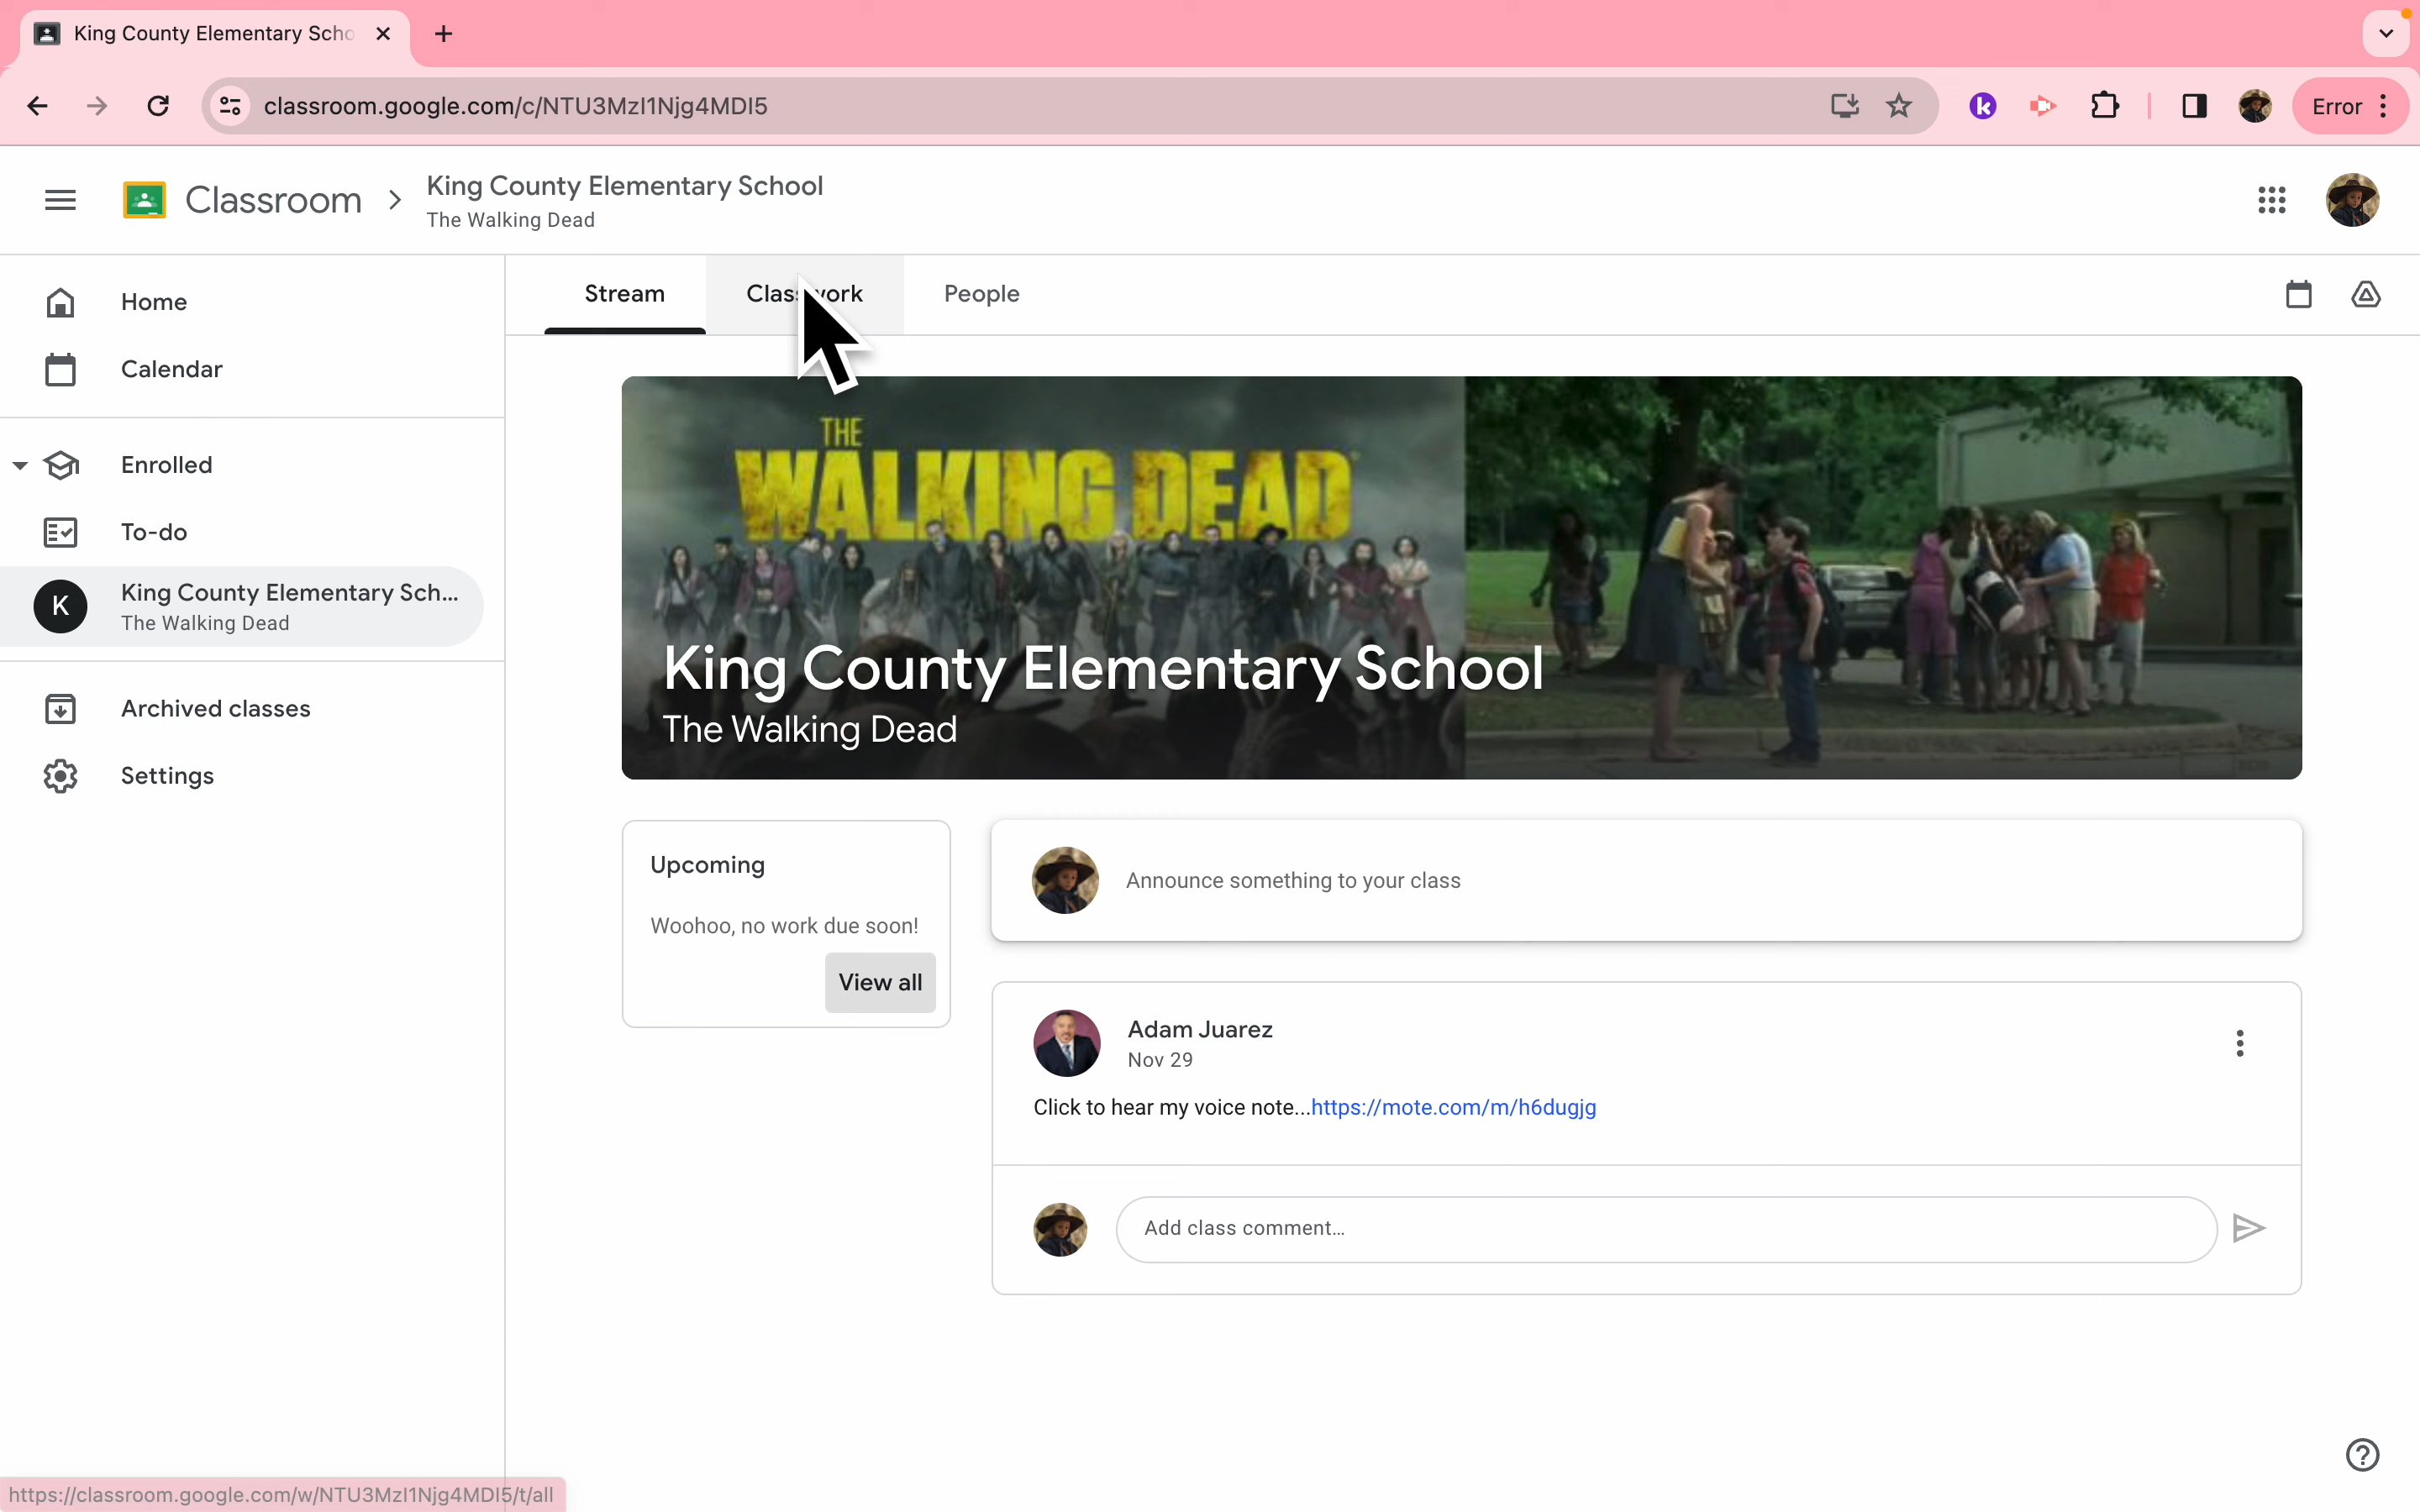 King County Elementary Scho
classroom.google.com/c/NTU3MzI1Njg4MDI5
Error
Classroom
King County Elementary School
The Walking Dead
Home
Calendar
Enrolled
To-do
K
King County Elementary Sch...
The Walking Dead
Archived classes
Settings
Stream
Classwork
People
THE
WALKING DEAD
King County Elementary School
The Walking Dead
Upcoming
Woohoo, no work due soon!
View all
Announce something to your class
Adam Juarez
Nov 29
Click to hear my voice note...https://mote.com/m/h6dugjg
Add class comment...
https://classroom.google.com/w/NTU3MzI1Njg4MDI5/t/all